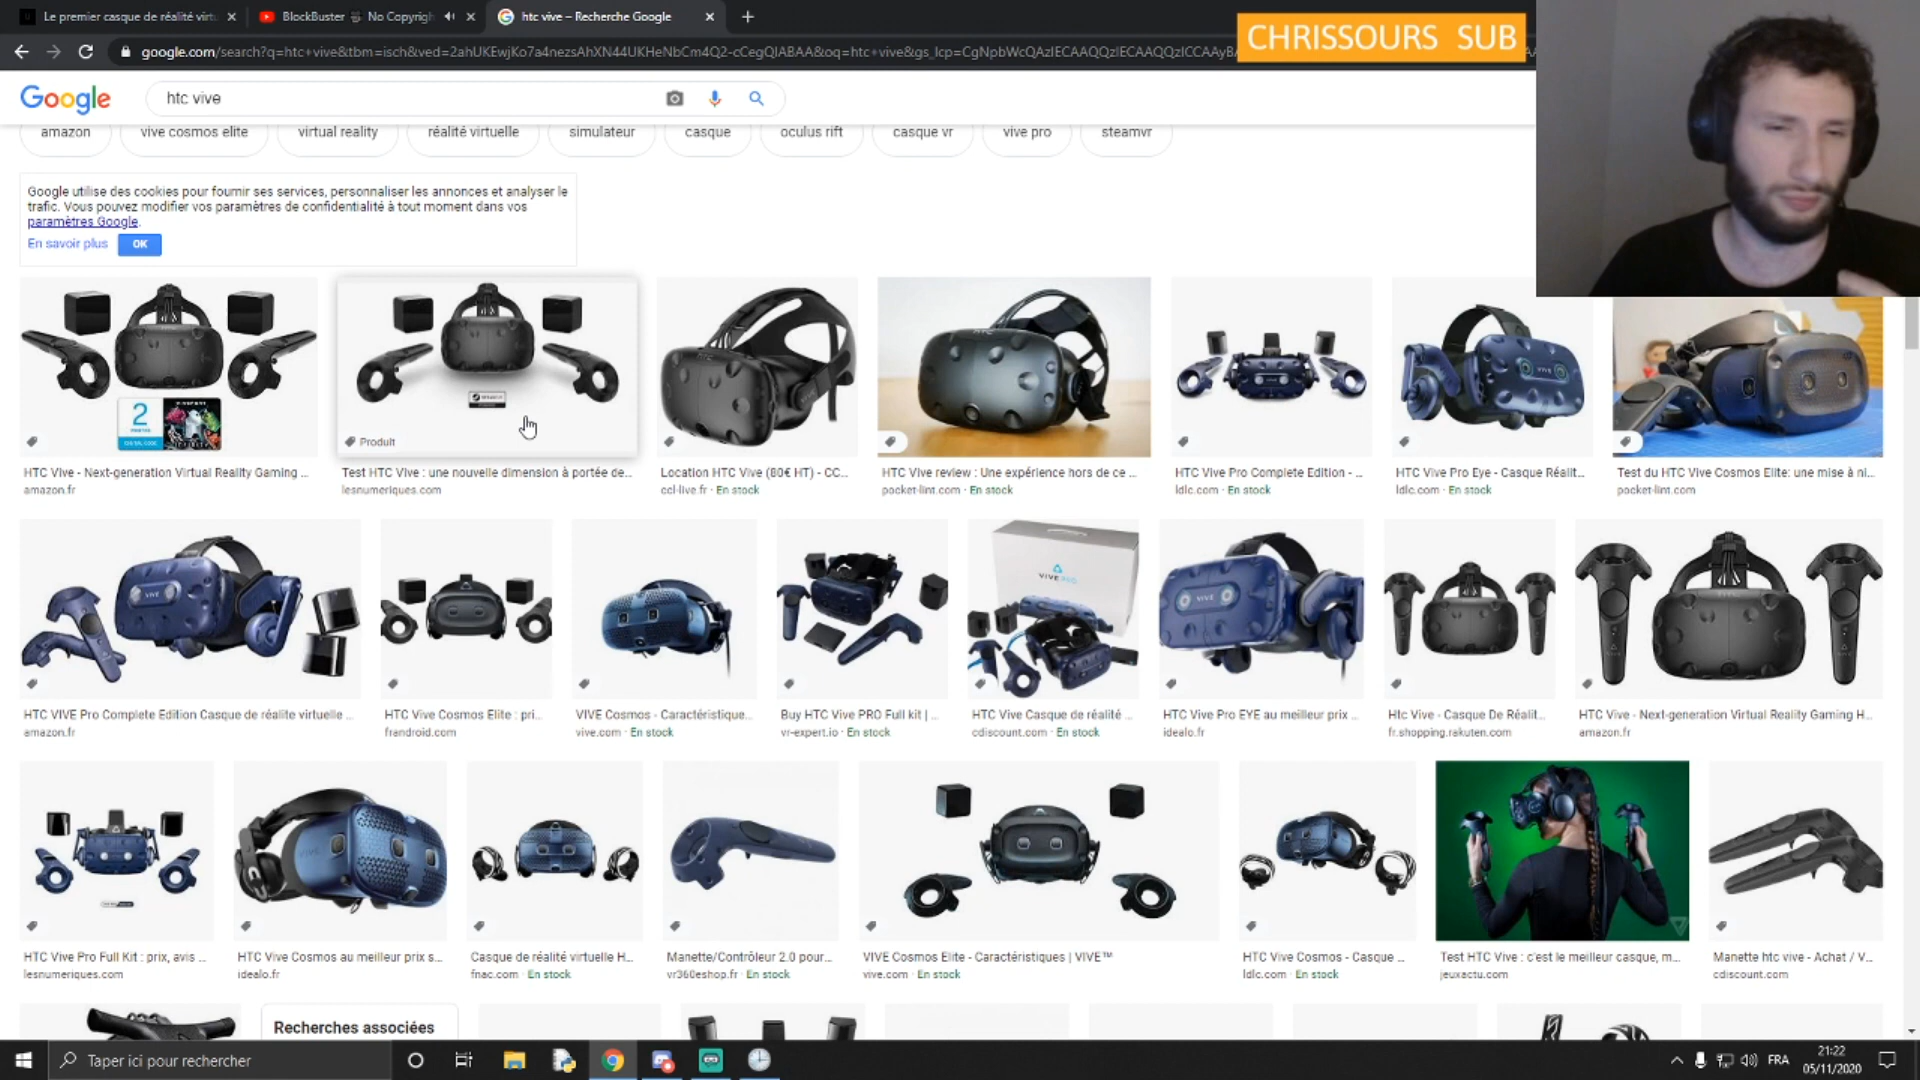 Le premier casque de réalité virtu
BlockBuster
No Copyrigh
htc vive – Recherche Google
google.com/search?q=htc+vive&tbm=isch&ved=2ahUKEwjKo7a4nezsAhXN44UKHeNbCm4Q2-cCegQIABAA&oq=htc+vive&gs_lcp=CgNpbWcQAzIECAAQQzIECAAQQzICCAAyB
CHRISSOURS SUB
Google
htc vive
amazon
vive cosmos elite
virtual reality
réalité virtuelle
simulateur
casque
oculus rift
casque vr
vive pro
steamvr
Google utilise des cookies pour fournir ses services, personnaliser les annonces et analyser le
trafic. Vous pouvez modifier vos paramètres de confidentialité à tout moment dans vos
paramètres Google.
En savoir plus
OK
2
Produit
HTC Vive - Next-generation Virtual Reality Gaming ...
amazon.fr
Test HTC Vive : une nouvelle dimension à portée de...
lesnumeriques.com
Location HTC Vive (80€ HT) - CC...
ccl-live.fr · En stock
HTC Vive review : Une expérience hors de ce ...
pocket-lint.com · En stock
HTC Vive Pro Complete Edition - ...
ldlc.com · En stock
HTC Vive Pro Eye - Casque Réalit...
ldlc.com · En stock
Test du HTC Vive Cosmos Elite: une mise à ni...
pocket-lint.com
VIVE
VIVE
HTC VIVE Pro Complete Edition Casque de réalite virtuelle ...
amazon.fr
HTC Vive Cosmos Elite : pri...
frandroid.com
VIVE Cosmos - Caractéristique...
vive.com · En stock
Buy HTC Vive PRO Full kit | ...
vr-expert.io · En stock
HTC Vive Casque de réalité ...
cdiscount.com · En stock
HTC Vive Pro EYE au meilleur prix ...
idealo.fr
Htc Vive - Casque De Réalit...
fr.shopping.rakuten.com
HTC Vive - Next-generation Virtual Reality Gaming H...
amazon.fr
HTC Vive Pro Full Kit : prix, avis ...
lesnumeriques.com
HTC Vive Cosmos au meilleur prix s...
idealo.fr
Casque de réalité virtuelle H...
fnac.com · En stock
Manette/Contrôleur 2.0 pour...
vr360eshop.fr · En stock
VIVE Cosmos Elite - Caractéristiques | VIVE™
vive.com · En stock
HTC Vive Cosmos - Casque ...
ldlc.com · En stock
Test HTC Vive : c'est le meilleur casque, m...
jeuxactu.com
Manette htc vive - Achat / V...
cdiscount.com
Recherches associées
Taper ici pour rechercher
FRA
21:22
05/11/2020